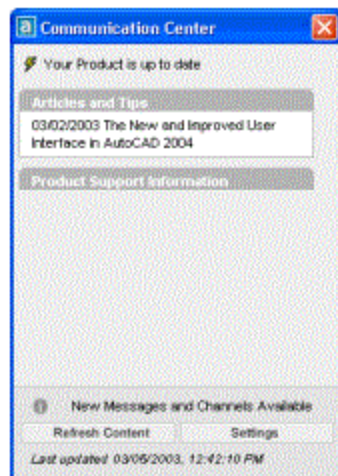 Communication Center
Your Product is up to date
Articles and Tips
03/02/2003 The New and Improved User
Interface in AutoCAD 2004
Product Support Information
New Messages and Channels Available
Refresh Content
Settings
Last updated 03/05/2003, 12:42:10 PM